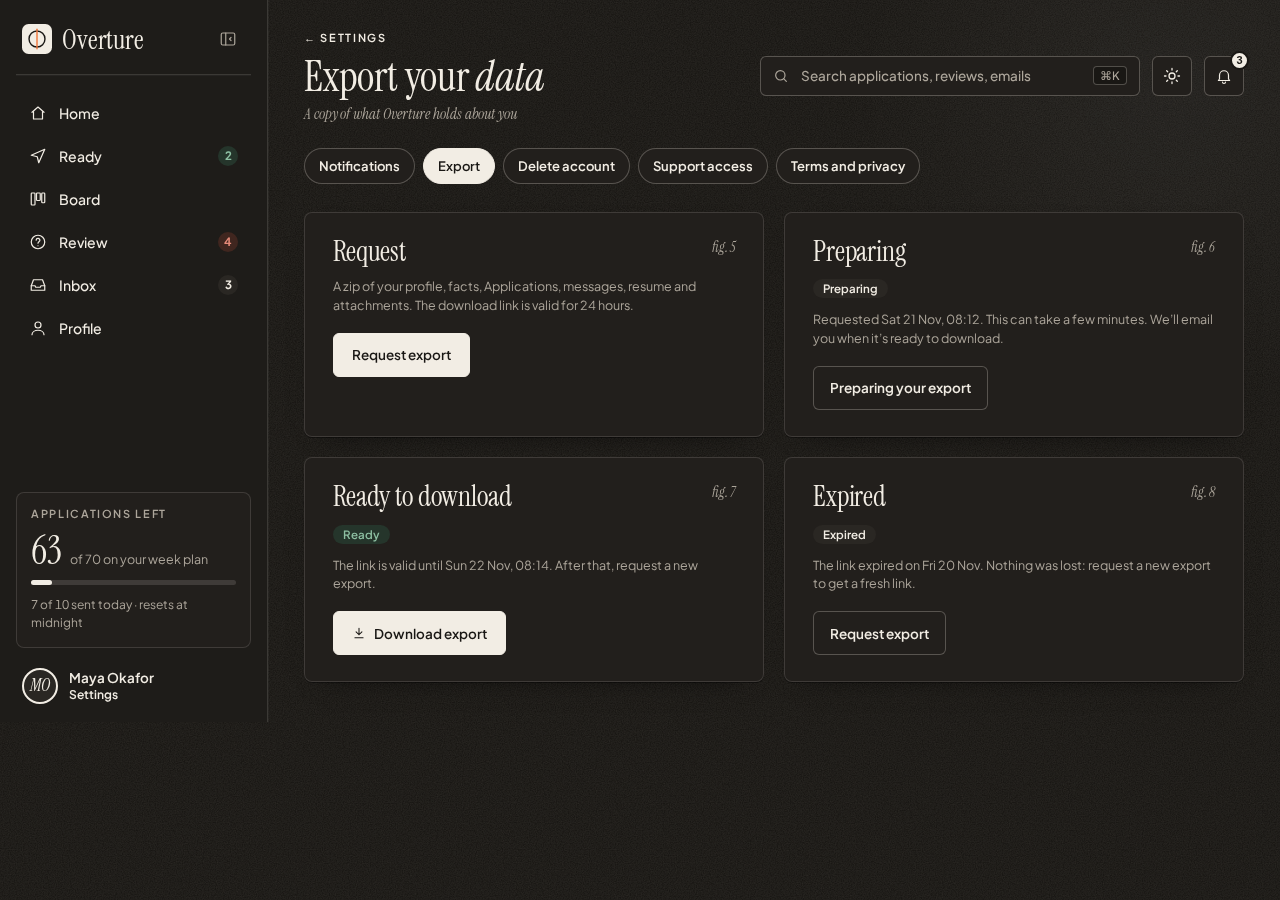 Overture
Home
Ready 2
Board
Review 4
Inbox 3
Profile
APPLICATIONS LEFT
63 of 70 on your week plan
7 of 10 sent today · resets at
midnight
MO
Maya Okafor
Settings
← SETTINGS
Export your data
A copy of what Overture holds about you
Search applications, reviews, emails ⌘K
3
Notifications
Export
Delete account
Support access
Terms and privacy
Request
fig. 5
A zip of your profile, facts, Applications, messages, resume and
attachments. The download link is valid for 24 hours.
Request export
Preparing
fig. 6
Preparing
Requested Sat 21 Nov, 08:12. This can take a few minutes. We'll email
you when it's ready to download.
Preparing your export
Ready to download
fig. 7
Ready
The link is valid until Sun 22 Nov, 08:14. After that, request a new
export.
Download export
Expired
fig. 8
Expired
The link expired on Fri 20 Nov. Nothing was lost: request a new export
to get a fresh link.
Request export